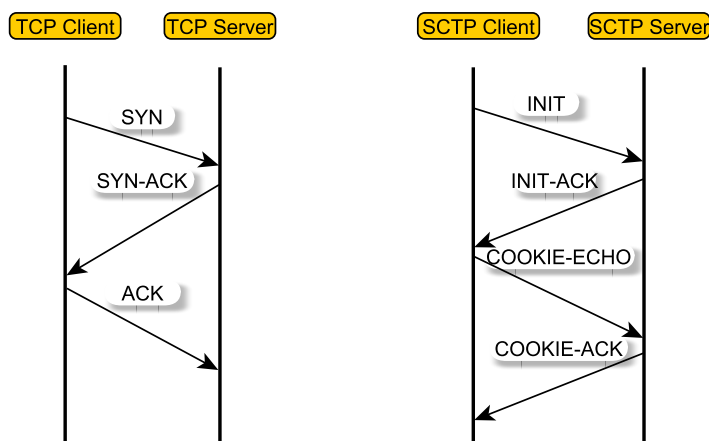 TCP Client
TCP Server
SYN
SYN-ACK
ACK
SCTP Client
SCTP Server
INIT
INIT-ACK
COOKIE-ECHO
COOKIE-ACK